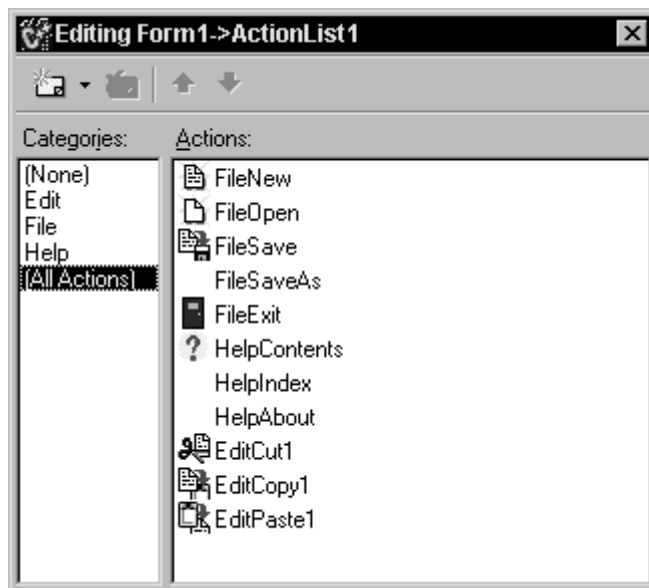 Editing Form1->ActionList1
Categories:
Actions:
(None)
Edit
File
Help
(All Actions)
FileNew
FileOpen
FileSave
FileSaveAs
FileExit
HelpContents
HelpIndex
HelpAbout
EditCut1
EditCopy1
EditPaste1